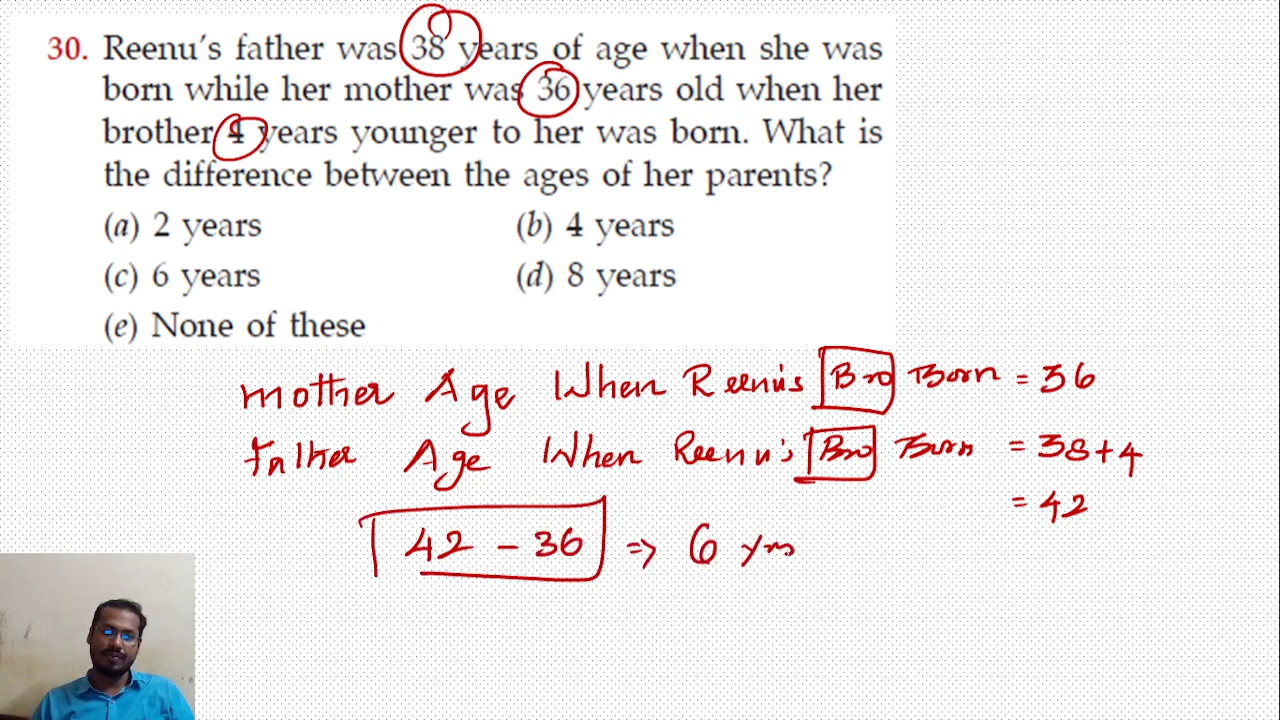 30. Reenu's father was 38 years of age when she was
born while her mother was 36 years old when her
brother 4 years younger to her was born. What is
the difference between the ages of her parents?
(a) 2 years (b) 4 years
(c) 6 years (d) 8 years
(e) None of these
Mother Age When Reenu's Bro Born = 36
Father Age When Reenu's Bro Born = 38+4
= 42
42 - 36 => 6 yrs